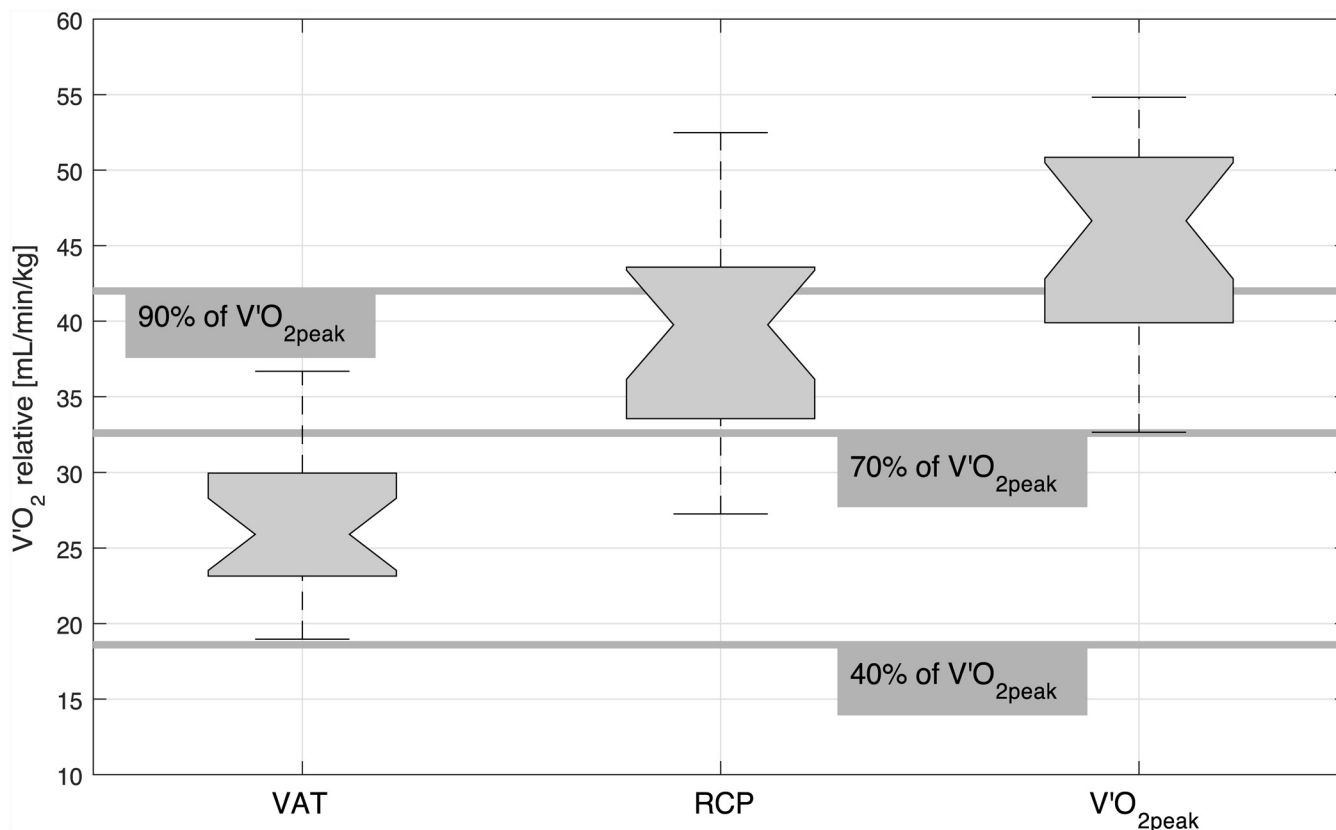 60
55
50
45
40
35
30
25
20
15
10
V'O2 relative [mL/min/kg]
90% of V'O2peak
70% of V'O2peak
40% of V'O2peak
VAT
RCP
V'O2peak